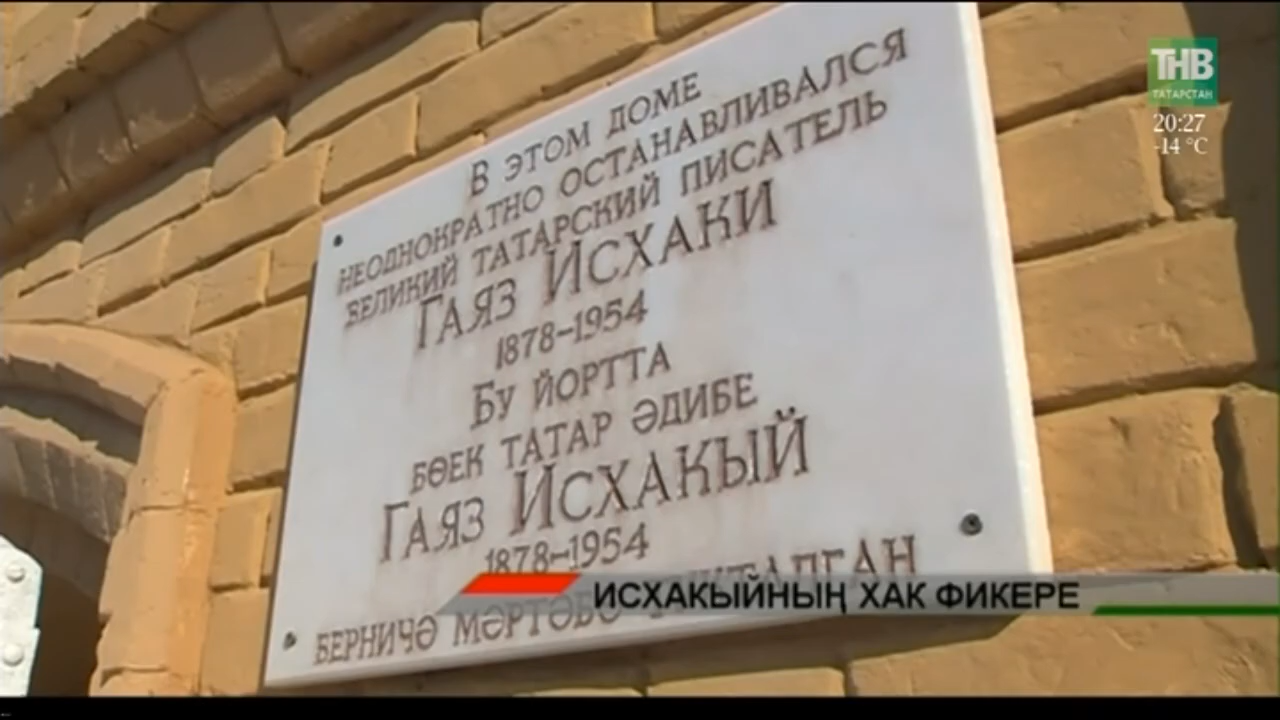 В ЭТОМ ДОМЕ
НЕОДНОКРАТНО ОСТАНАВЛИВАЛСЯ
ВЕЛИКИЙ ТАТАРСКИЙ ПИСАТЕЛЬ
ГАЯЗ ИСХАКИ
1878–1954
БУ ЙОРТТА
БӨЕК ТАТАР ӘДИБЕ
ГАЯЗ ИСХАКЫЙ
1878–1954
БЕРНИЧӘ МӘРТӘБӘ
ТНВ
ТАТАРСТАН
20:27
-14 °C
ИСХАКЫЙНЫҢ ХАК ФИКЕРЕ